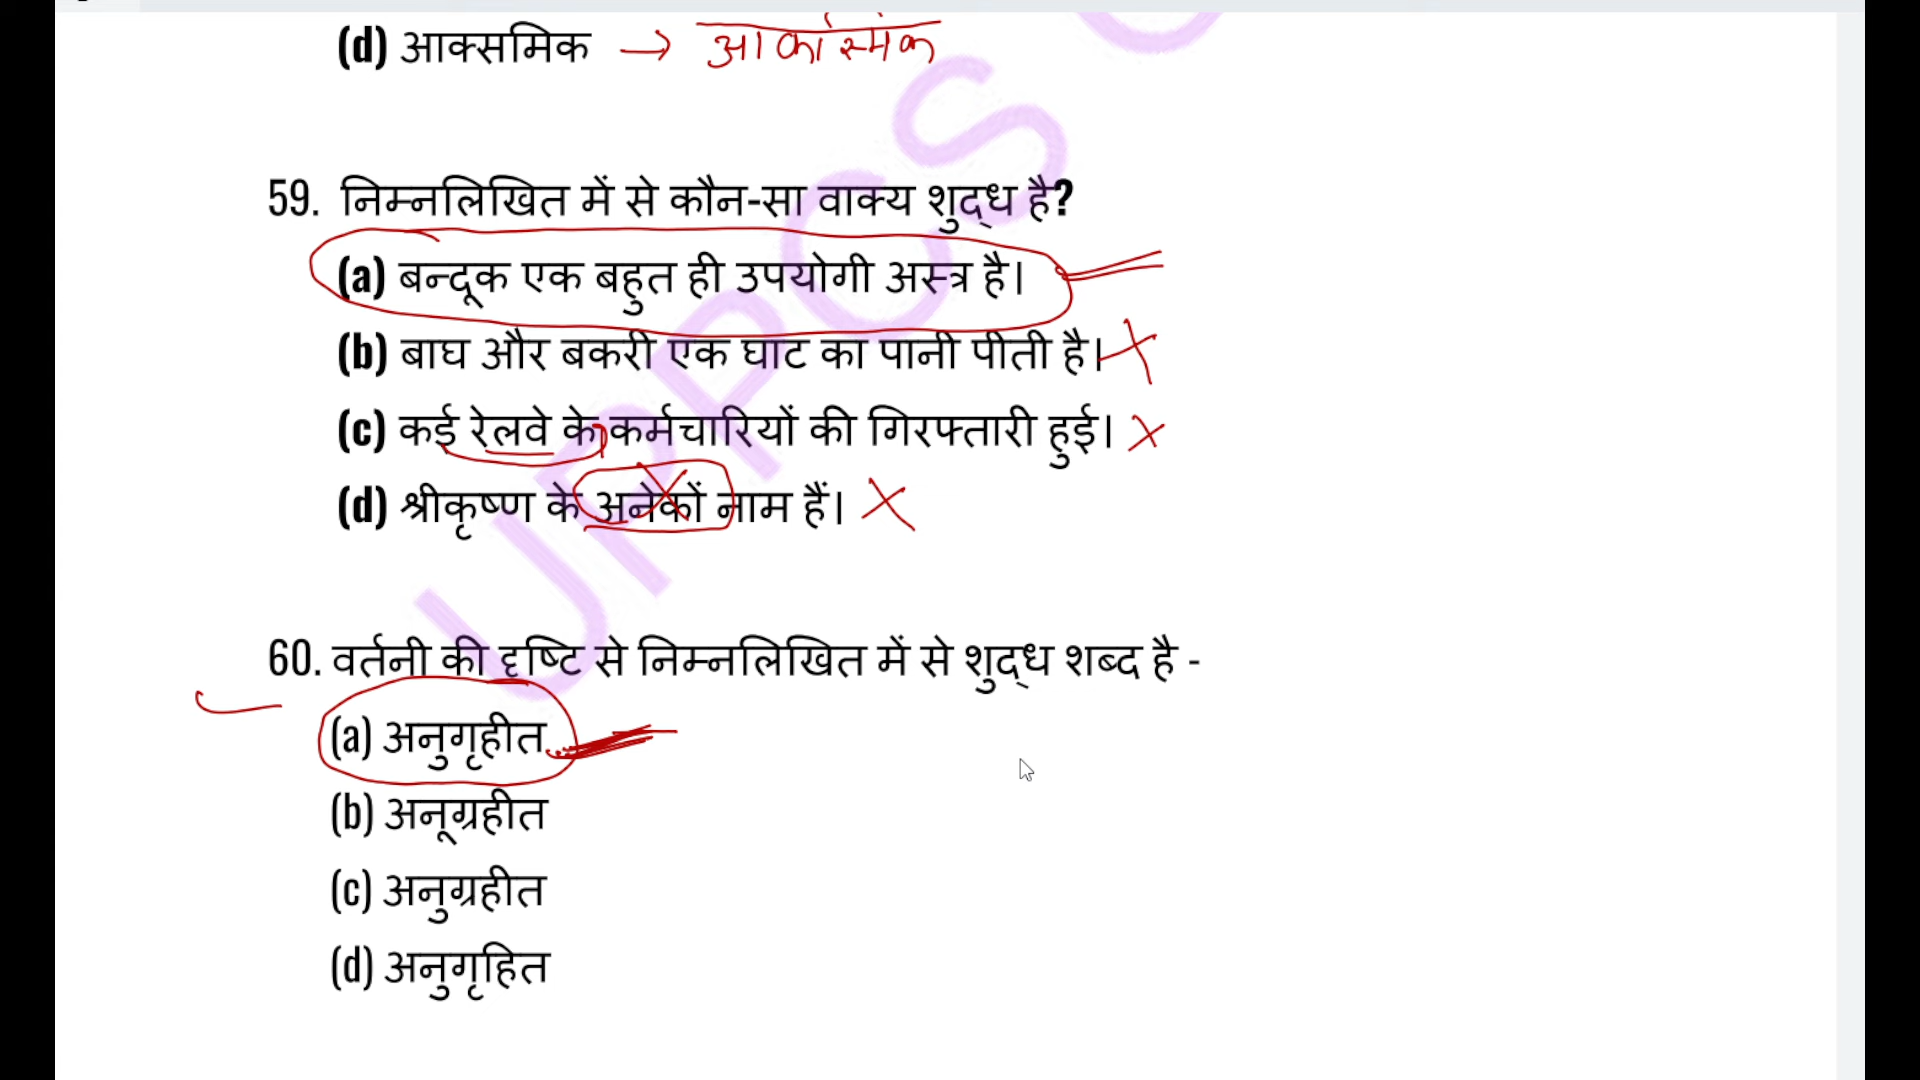 (d) आक्समिक → आकस्मिक
59. निम्नलिखित में से कौन-सा वाक्य शुद्ध है?
(a) बन्दूक एक बहुत ही उपयोगी अस्त्र है।
(b) बाघ और बकरी एक घाट का पानी पीती है।
(c) कई रेलवे के कर्मचारियों की गिरफ्तारी हुई।
(d) श्रीकृष्ण के अनेकों नाम हैं।
60. वर्तनी की दृष्टि से निम्नलिखित में से शुद्ध शब्द है -
(a) अनुगृहीत
(b) अनूग्रहीत
(c) अनुग्रहीत
(d) अनुगृहित
UPPCS